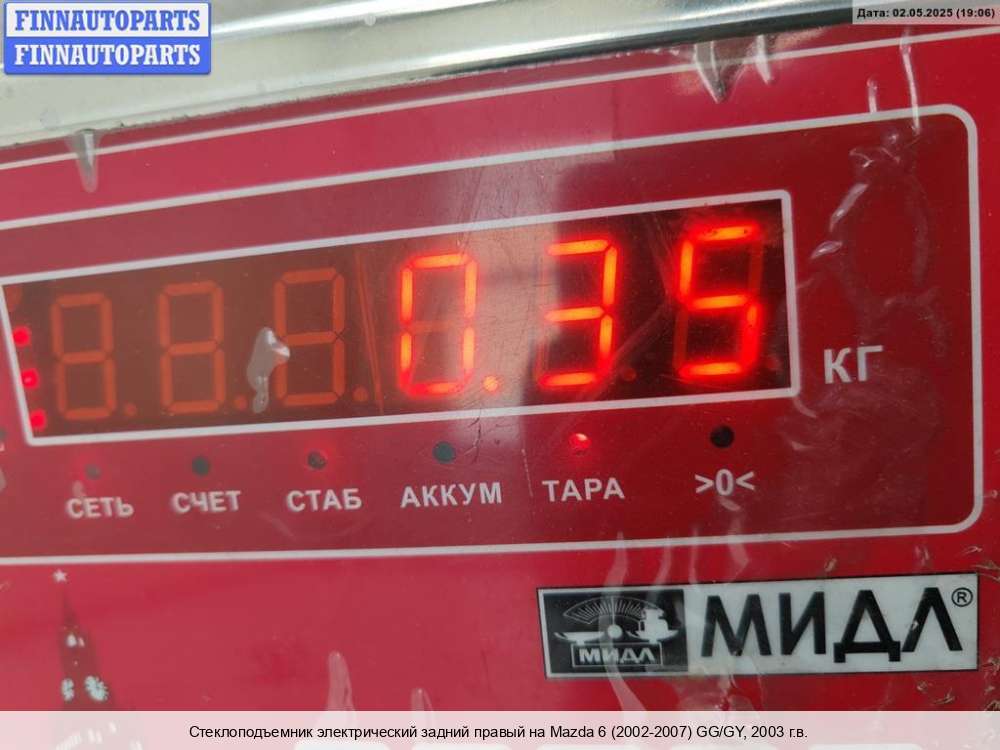 FINNAUTOPARTS
FINNAUTOPARTS
Дата: 02.05.2025 (19:06)
0.35
КГ
СЕТЬ СЧЕТ СТАБ АККУМ ТАРА >0<
МИДЛ МИДЛ®
Стеклоподъемник электрический задний правый на Mazda 6 (2002-2007) GG/GY, 2003 г.в.